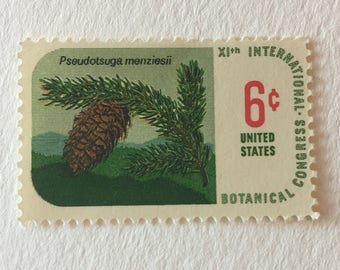 Pseudotsuga menziesii
XIth INTERNATIONAL
BOTANICAL CONGRESS
6¢
UNITED
STATES